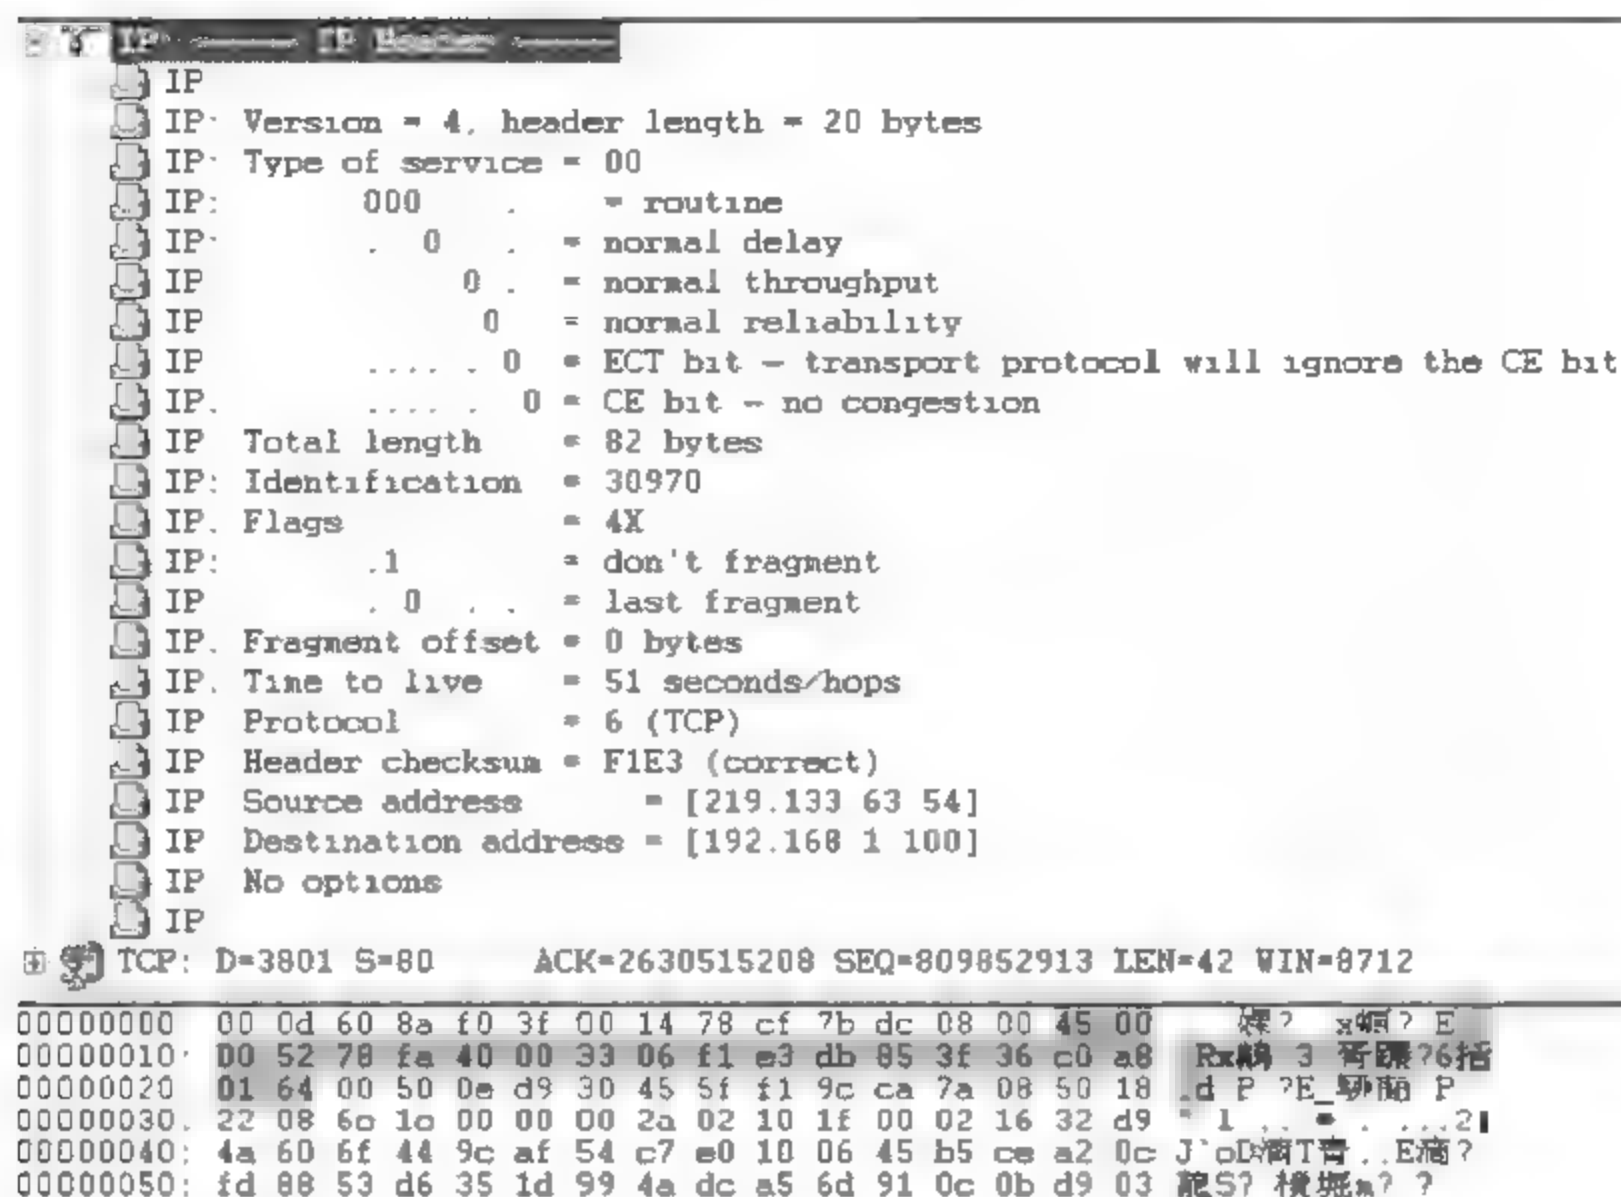 IP: ——— IP Header ———
IP
IP: Version = 4, header length = 20 bytes
IP: Type of service = 00
IP: 000 . = routine
IP: . 0 . = normal delay
IP 0 . = normal throughput
IP 0 = normal reliability
IP .... . 0 = ECT bit – transport protocol will ignore the CE bit
IP. .... . 0 = CE bit – no congestion
IP Total length = 82 bytes
IP: Identification = 30970
IP. Flags = 4X
IP: .1 = don't fragment
IP . 0 . . = last fragment
IP. Fragment offset = 0 bytes
IP. Time to live = 51 seconds/hops
IP Protocol = 6 (TCP)
IP Header checksum = F1E3 (correct)
IP Source address = [219.133 63 54]
IP Destination address = [192.168 1 100]
IP No options
IP
TCP: D=3801 S=80 ACK=2630515208 SEQ=809852913 LEN=42 WIN=8712
00000000 00 0d 60 8a f0 3f 00 14 78 cf 7b dc 08 00 45 00 ? x ? E
00000010: 00 52 78 fa 40 00 33 06 f1 e3 db 85 3f 36 c0 a8 Rx 3 ?6
00000020 01 64 00 50 0e d9 30 45 5f f1 9c ca 7a 08 50 18 .d P ?E_ P
00000030. 22 08 6c 1c 00 00 00 2a 02 10 1f 00 02 16 32 d9 " l .. * . ...2
00000040: 4a 60 6f 44 9c af 54 c7 e0 10 06 45 b5 ce a2 0c J`oD T ..E ?
00000050: fd 88 53 d6 35 1d 99 4a dc a5 6d 91 0c 0b d9 03 S? m? ?